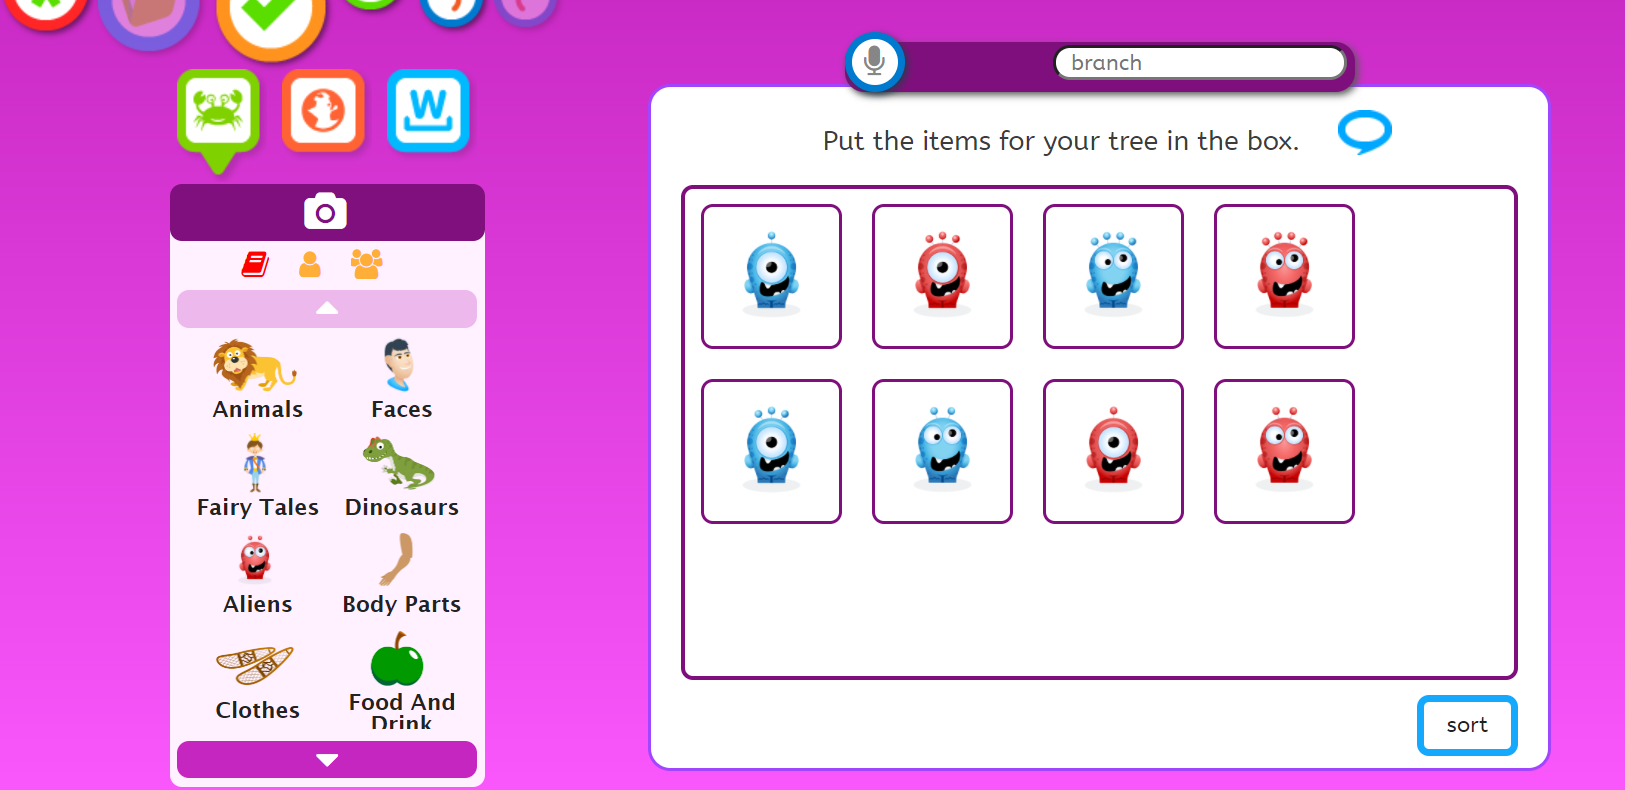 W
branch
Put the items for your tree in the box.
Animals
Faces
Fairy Tales
Dinosaurs
Aliens
Body Parts
Clothes
Food And
Drink
sort